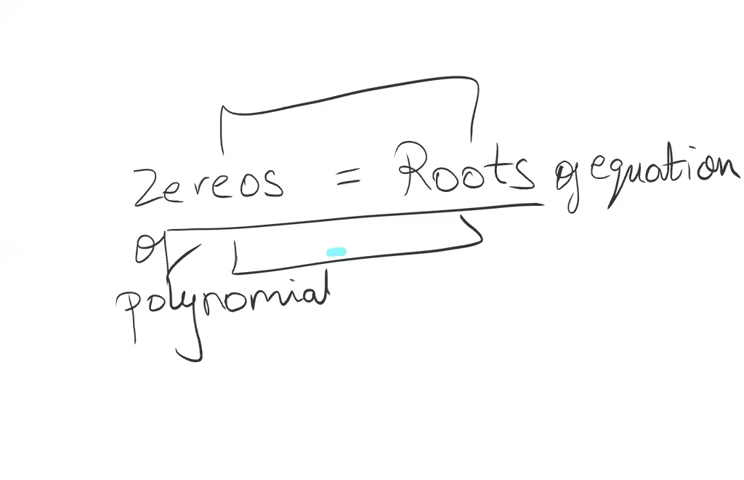 Zereos = Roots of equation
of
polynomial